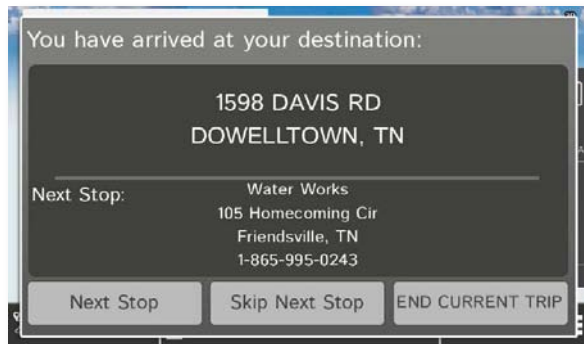 You have arrived at your destination:
1598 DAVIS RD
DOWELLTOWN, TN
Next Stop:
Water Works
105 Homecoming Cir
Friendsville, TN
1-865-995-0243
Next Stop
Skip Next Stop
END CURRENT TRIP